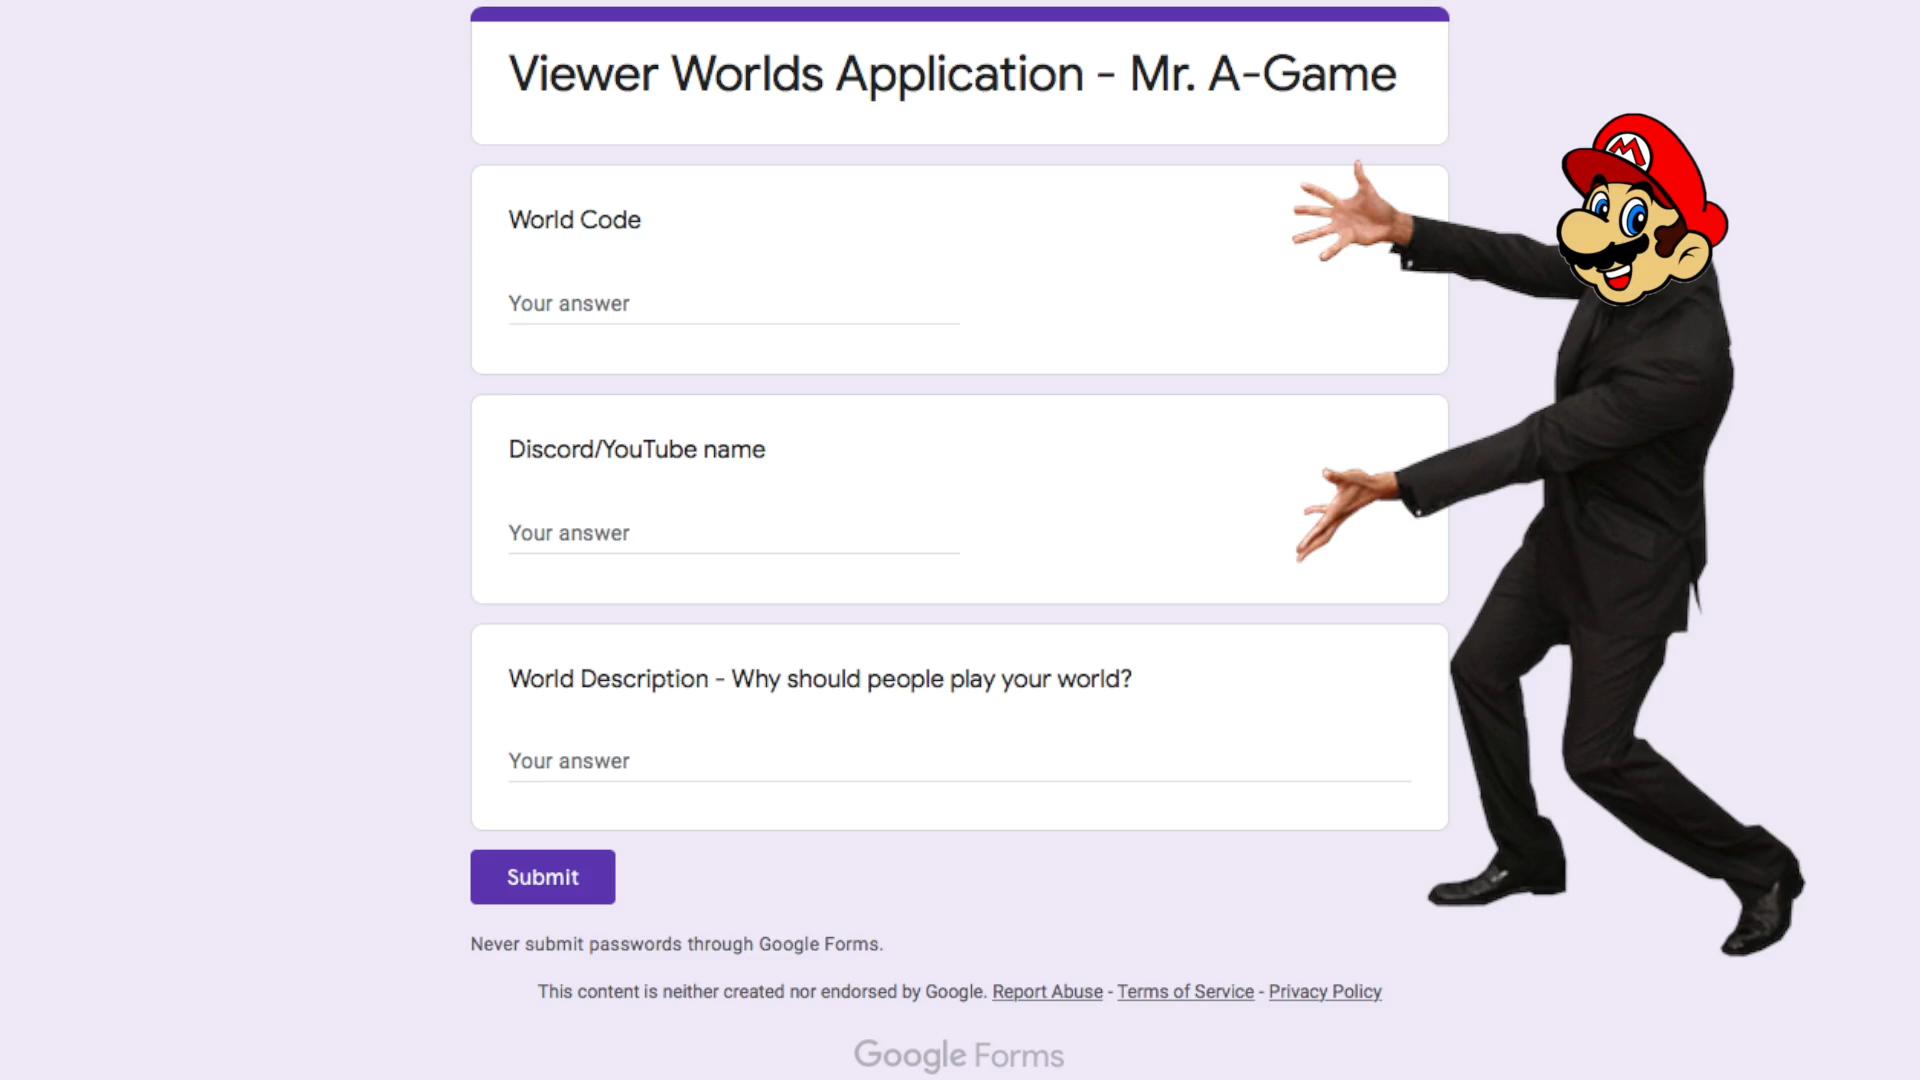 Viewer Worlds Application - Mr. A-Game
World Code
Your answer
Discord/YouTube name
Your answer
World Description - Why should people play your world?
Your answer
Submit
Never submit passwords through Google Forms.
This content is neither created nor endorsed by Google. Report Abuse - Terms of Service - Privacy Policy
Google Forms
M